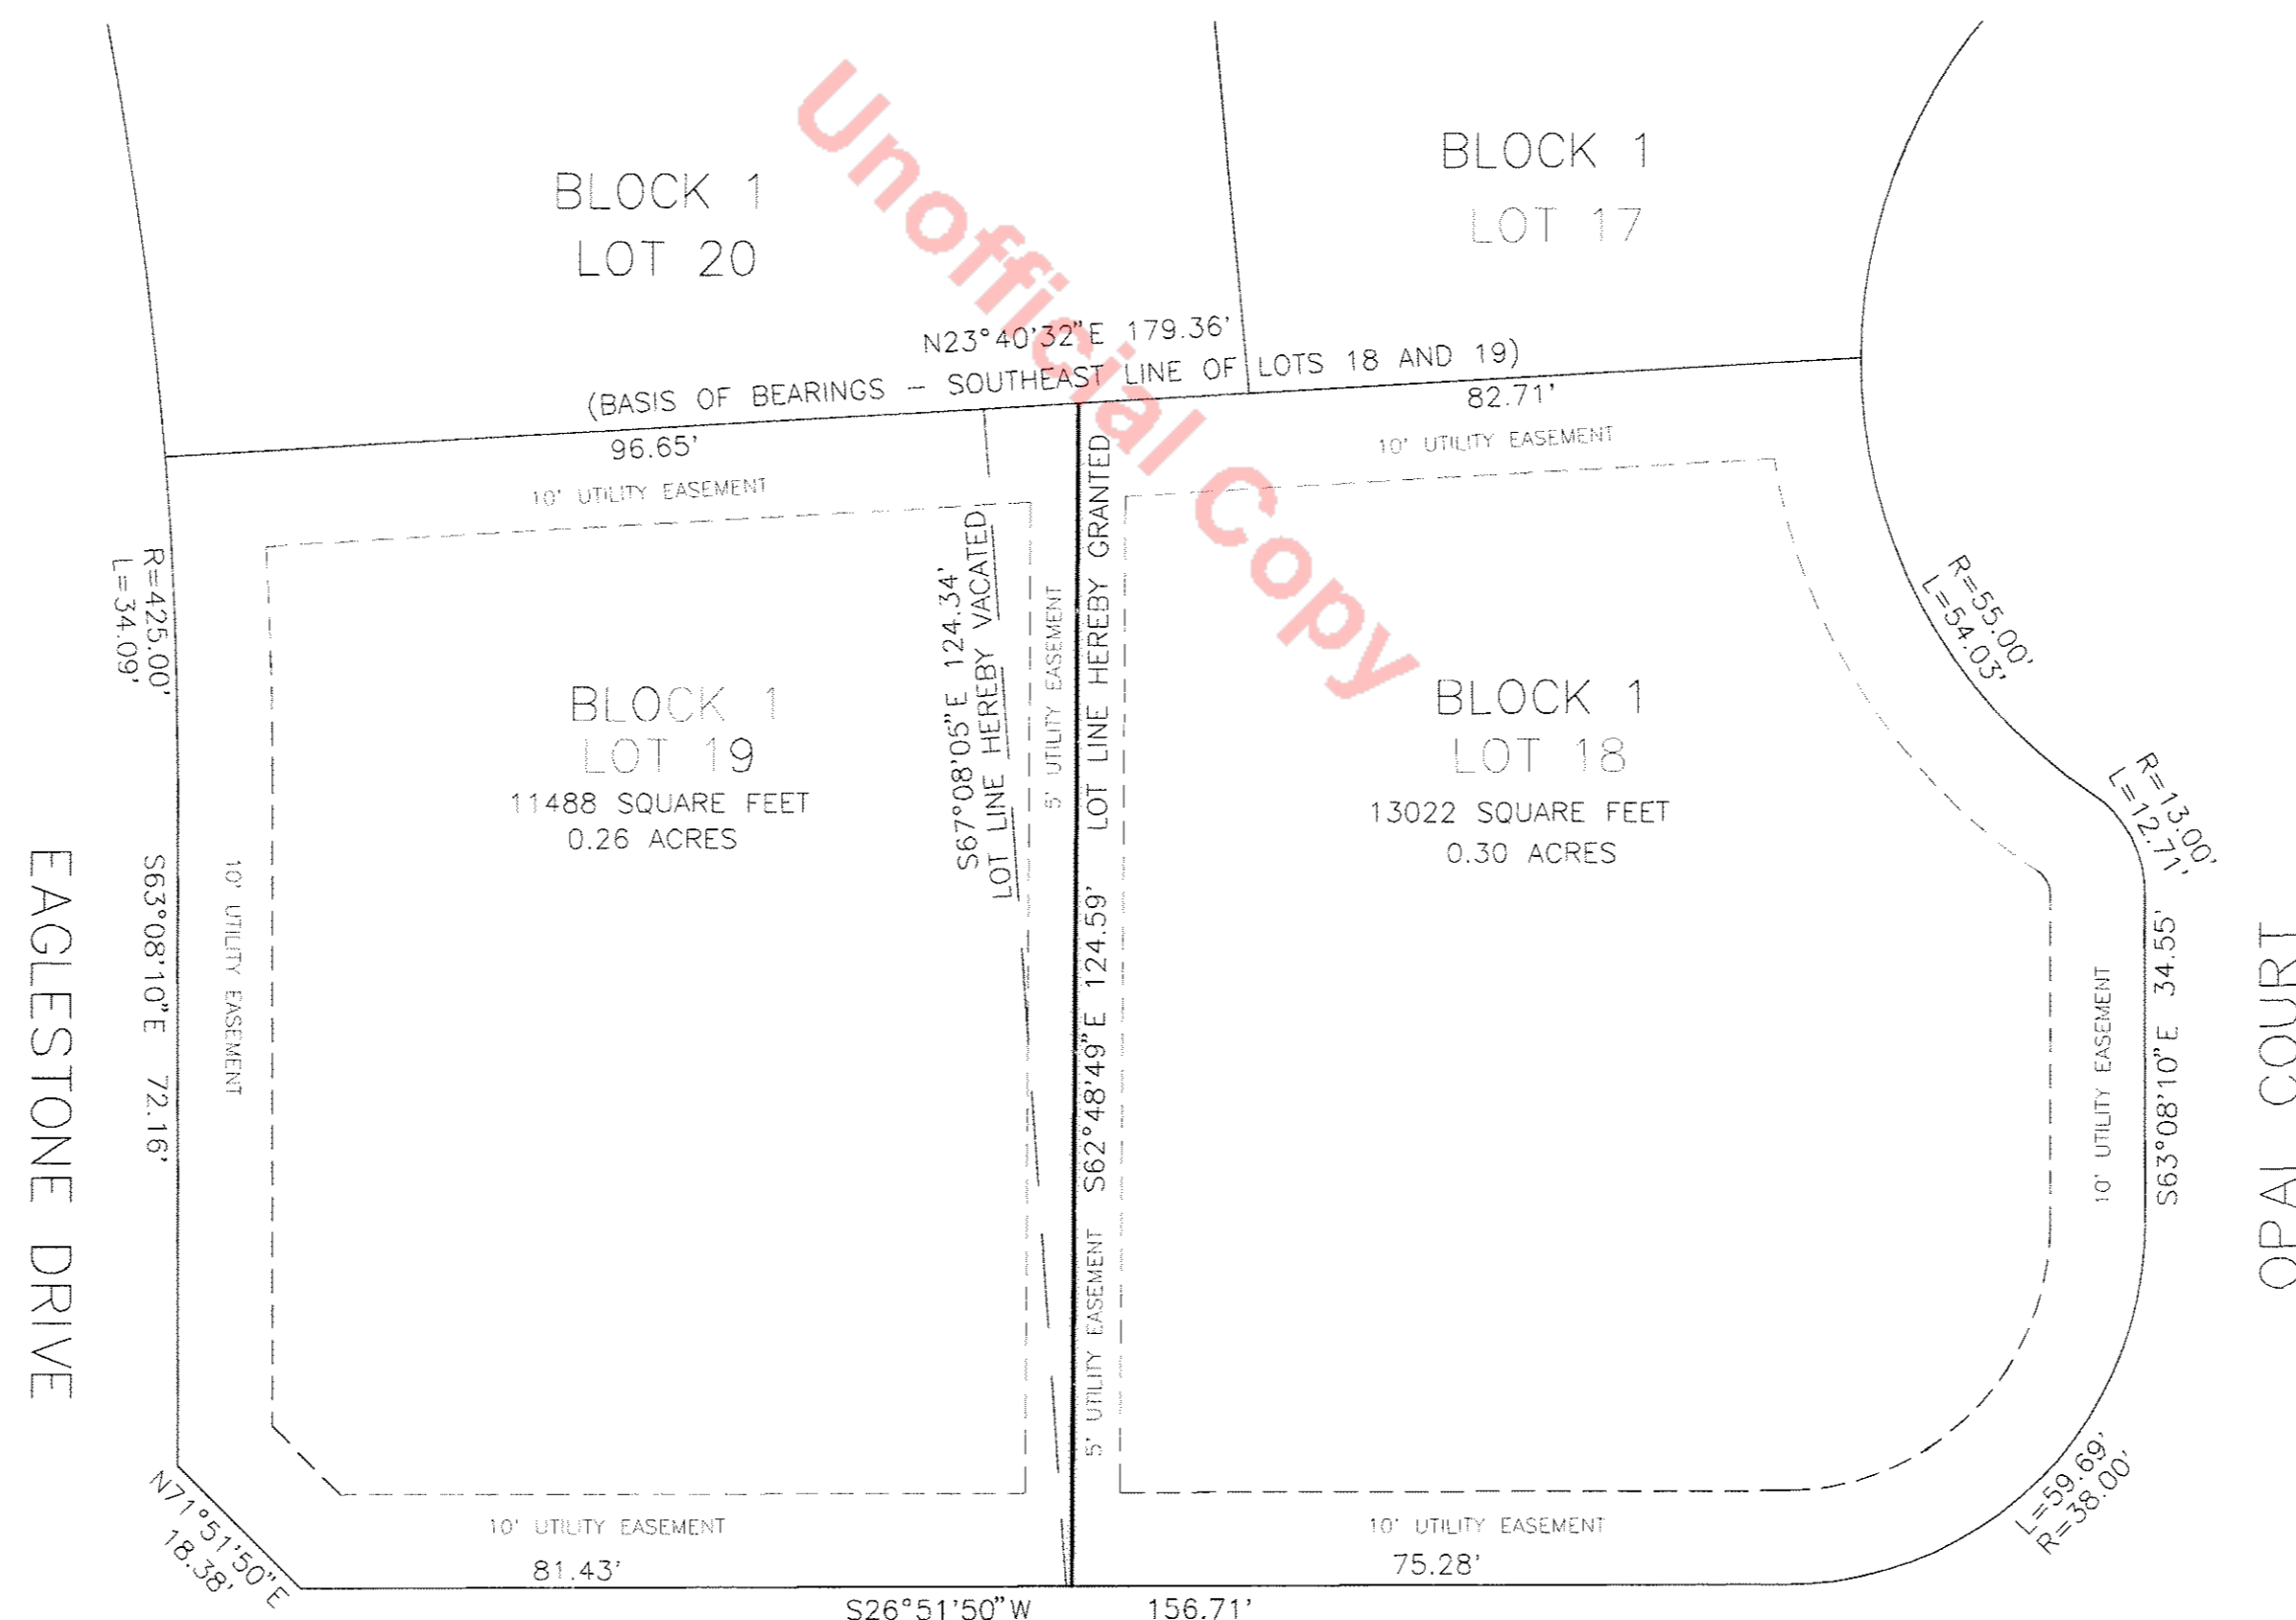 BLOCK 1
LOT 20
BLOCK 1
LOT 17
Unofficial Copy
N23°40'32"E 179.36'
(BASIS OF BEARINGS – SOUTHEAST LINE OF LOTS 18 AND 19)
96.65'
82.71'
10' UTILITY EASEMENT
10' UTILITY EASEMENT
R=425.00'
L=34.09'
S67°08'05"E 124.34'
LOT LINE HEREBY VACATED
5' UTILITY EASEMENT
LOT LINE HEREBY GRANTED
R=55.00'
L=54.03'
BLOCK 1
LOT 19
11488 SQUARE FEET
0.26 ACRES
BLOCK 1
LOT 18
13022 SQUARE FEET
0.30 ACRES
R=13.00'
L=12.71'
EAGLESTONE DRIVE
S63°08'10"E 72.16'
10' UTILITY EASEMENT
S62°48'49"E 124.59'
5' UTILITY EASEMENT
10' UTILITY EASEMENT
S63°08'10"E 34.55'
OPAL COURT
N71°51'50"E
18.38'
10' UTILITY EASEMENT
81.43'
10' UTILITY EASEMENT
75.28'
L=59.69'
R=38.00'
S26°51'50"W 156.71'